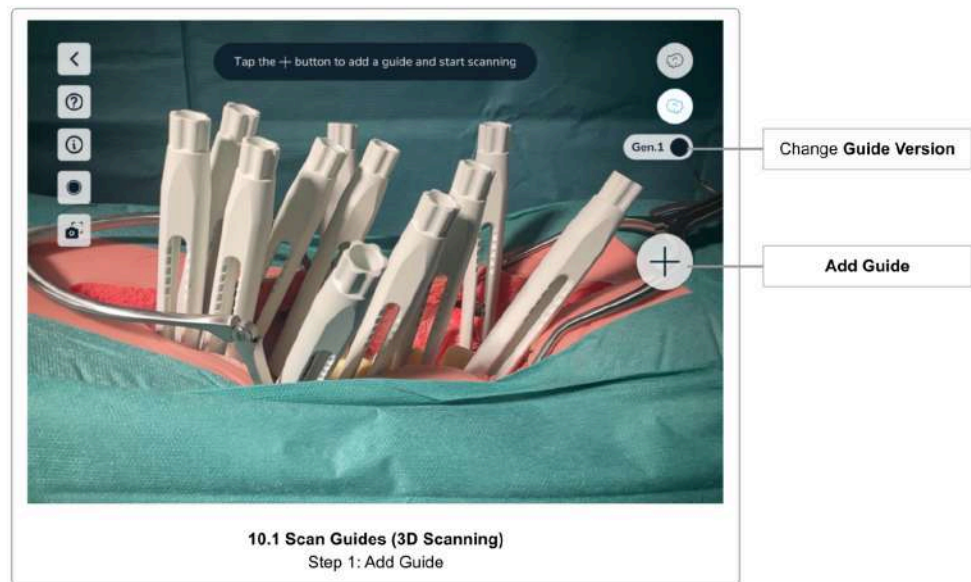 Tap the + button to add a guide and start scanning
Gen.1
Change Guide Version
Add Guide
10.1 Scan Guides (3D Scanning)
Step 1: Add Guide